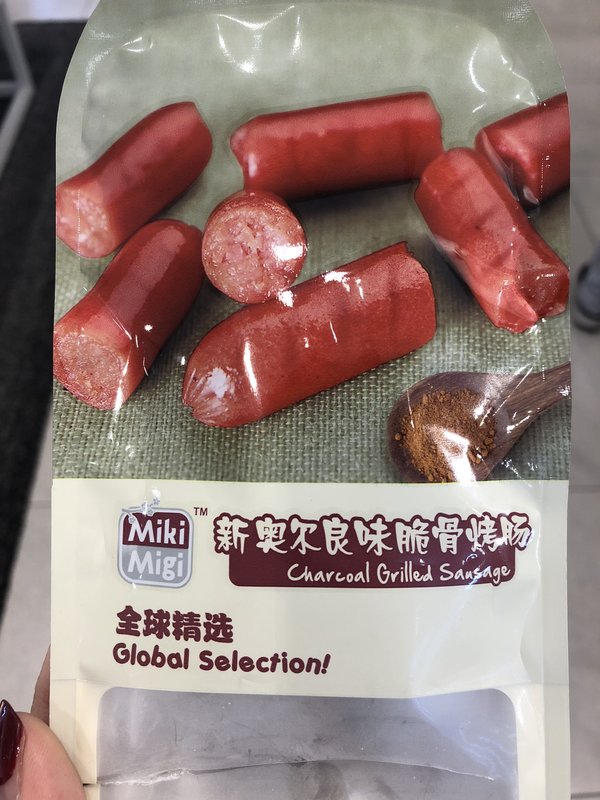 Miki
Migi
TM
新奥尔良味脆骨烤肠
Charcoal Grilled Sausage
全球精选
Global Selection!